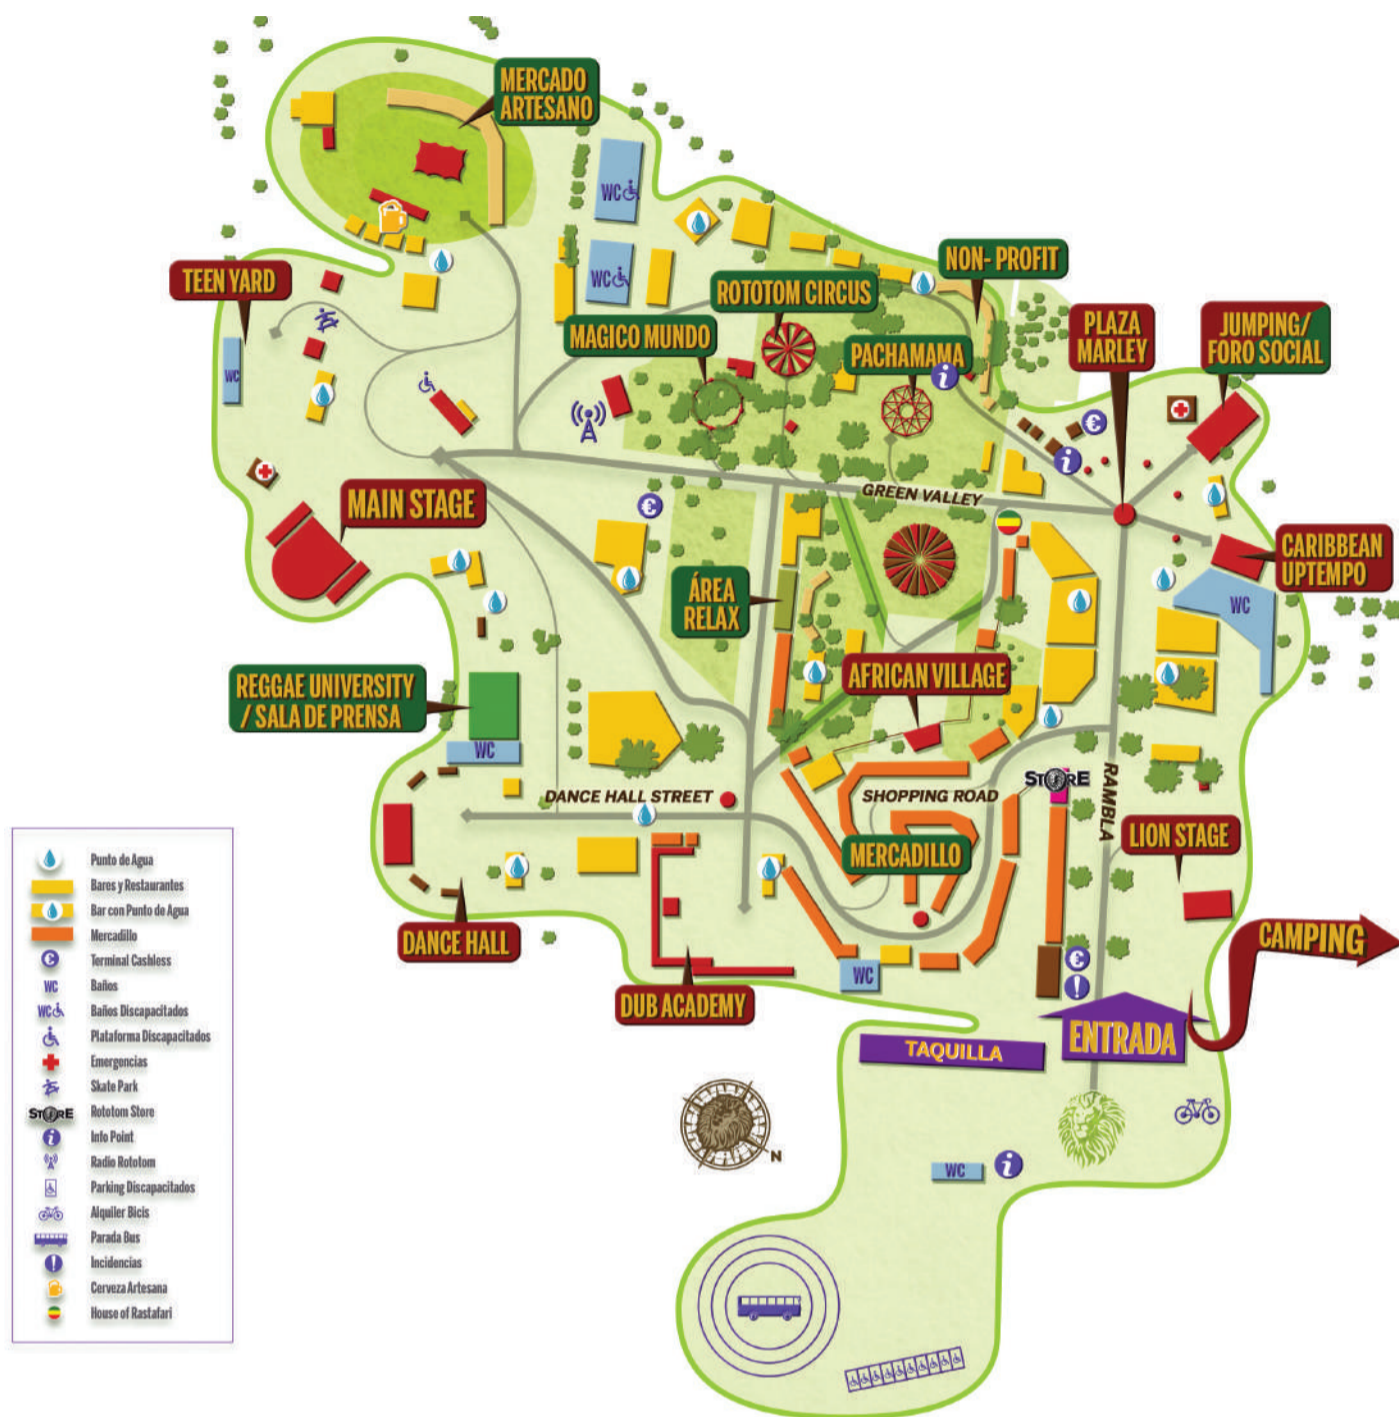 MERCADO
ARTESANO
WC
WC
TEEN YARD
NON- PROFIT
ROTOTOM CIRCUS
MAGICO MUNDO
PACHAMAMA
i
PLAZA
MARLEY
JUMPING/
FORO SOCIAL
WC
€
i
MAIN STAGE
€
GREEN VALLEY
CARIBBEAN
UPTEMPO
WC
ÁREA
RELAX
AFRICAN VILLAGE
REGGAE UNIVERSITY
/ SALA DE PRENSA
WC
STORE
DANCE HALL STREET
SHOPPING ROAD
RAMBLA
LION STAGE
MERCADILLO
DANCE HALL
CAMPING
WC
€
!
DUB ACADEMY
ENTRADA
TAQUILLA
N
WC
i
Punto de Agua
Bares y Restaurantes
Bar con Punto de Agua
Mercadillo
€ Terminal Cashless
WC Baños
WC Baños Discapacitados
Plataforma Discapacitados
Emergencias
Skate Park
STORE Rototom Store
i Info Point
Radio Rototom
Parking Discapacitados
Alquiler Bicis
Parada Bus
! Incidencias
Cerveza Artesana
House of Rastafari